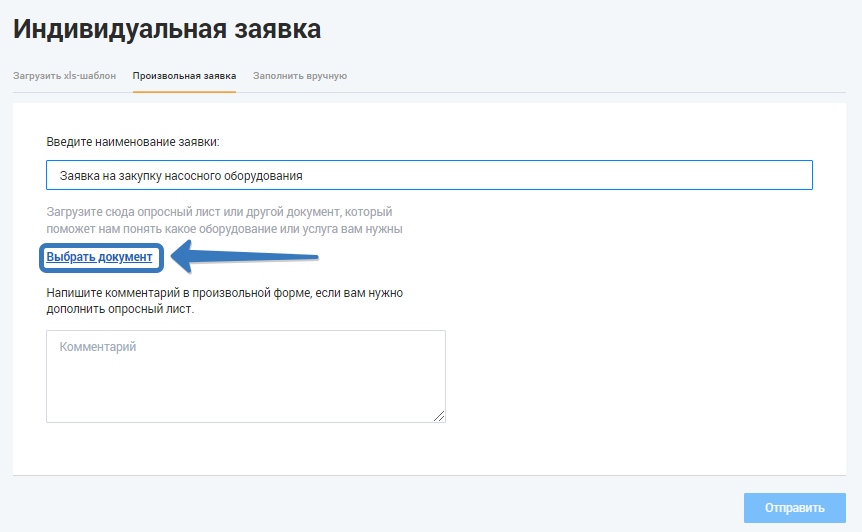 Индивидуальная заявка
Загрузить xls-шаблон Произвольная заявка Заполнить вручную
Введите наименование заявки:
Заявка на закупку насосного оборудования
Загрузите сюда опросный лист или другой документ, который
поможет нам понять какое оборудование или услуга вам нужны
Выбрать документ
Напишите комментарий в произвольной форме, если вам нужно
дополнить опросный лист.
Комментарий
Отправить